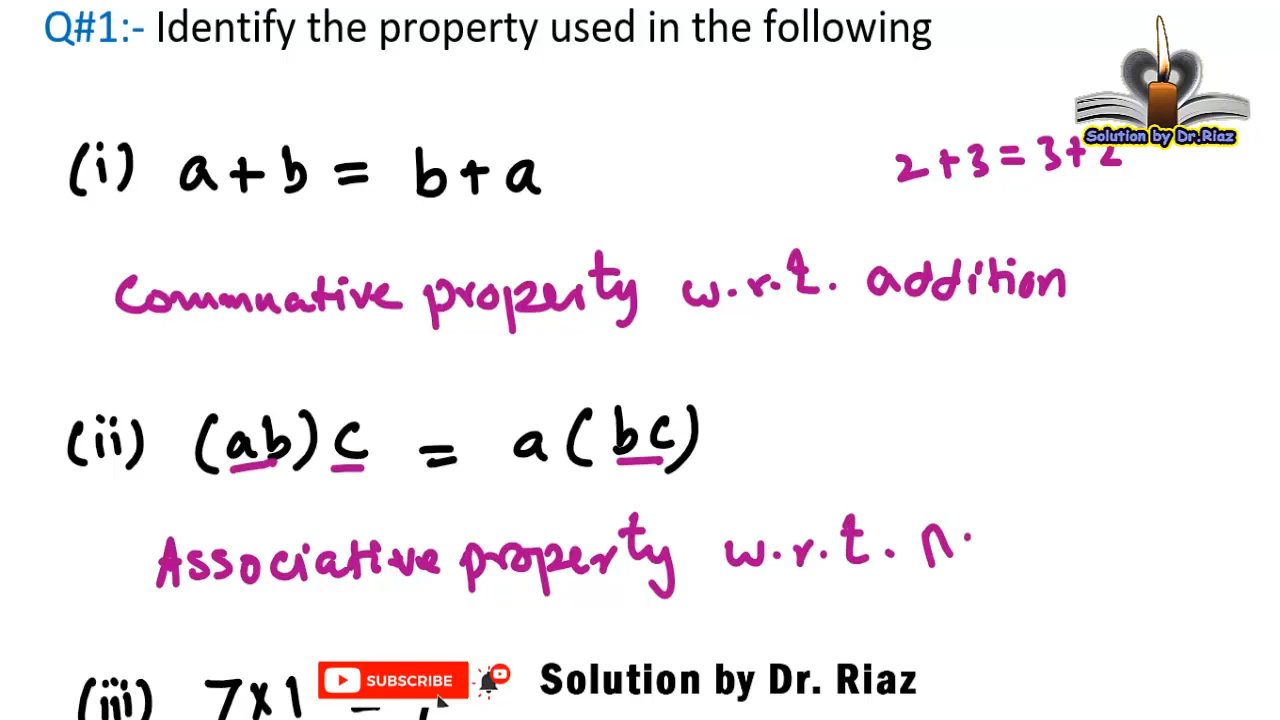 Q#1:- Identify the property used in the following
Solution by Dr.Riaz
2+3=3+2
(i) a+b = b+a
Commuative property w.r.t. addition
(ii) (ab)c = a(bc)
Associative property w.r.t.
(iii) 7×1 =
SUBSCRIBE
Solution by Dr. Riaz